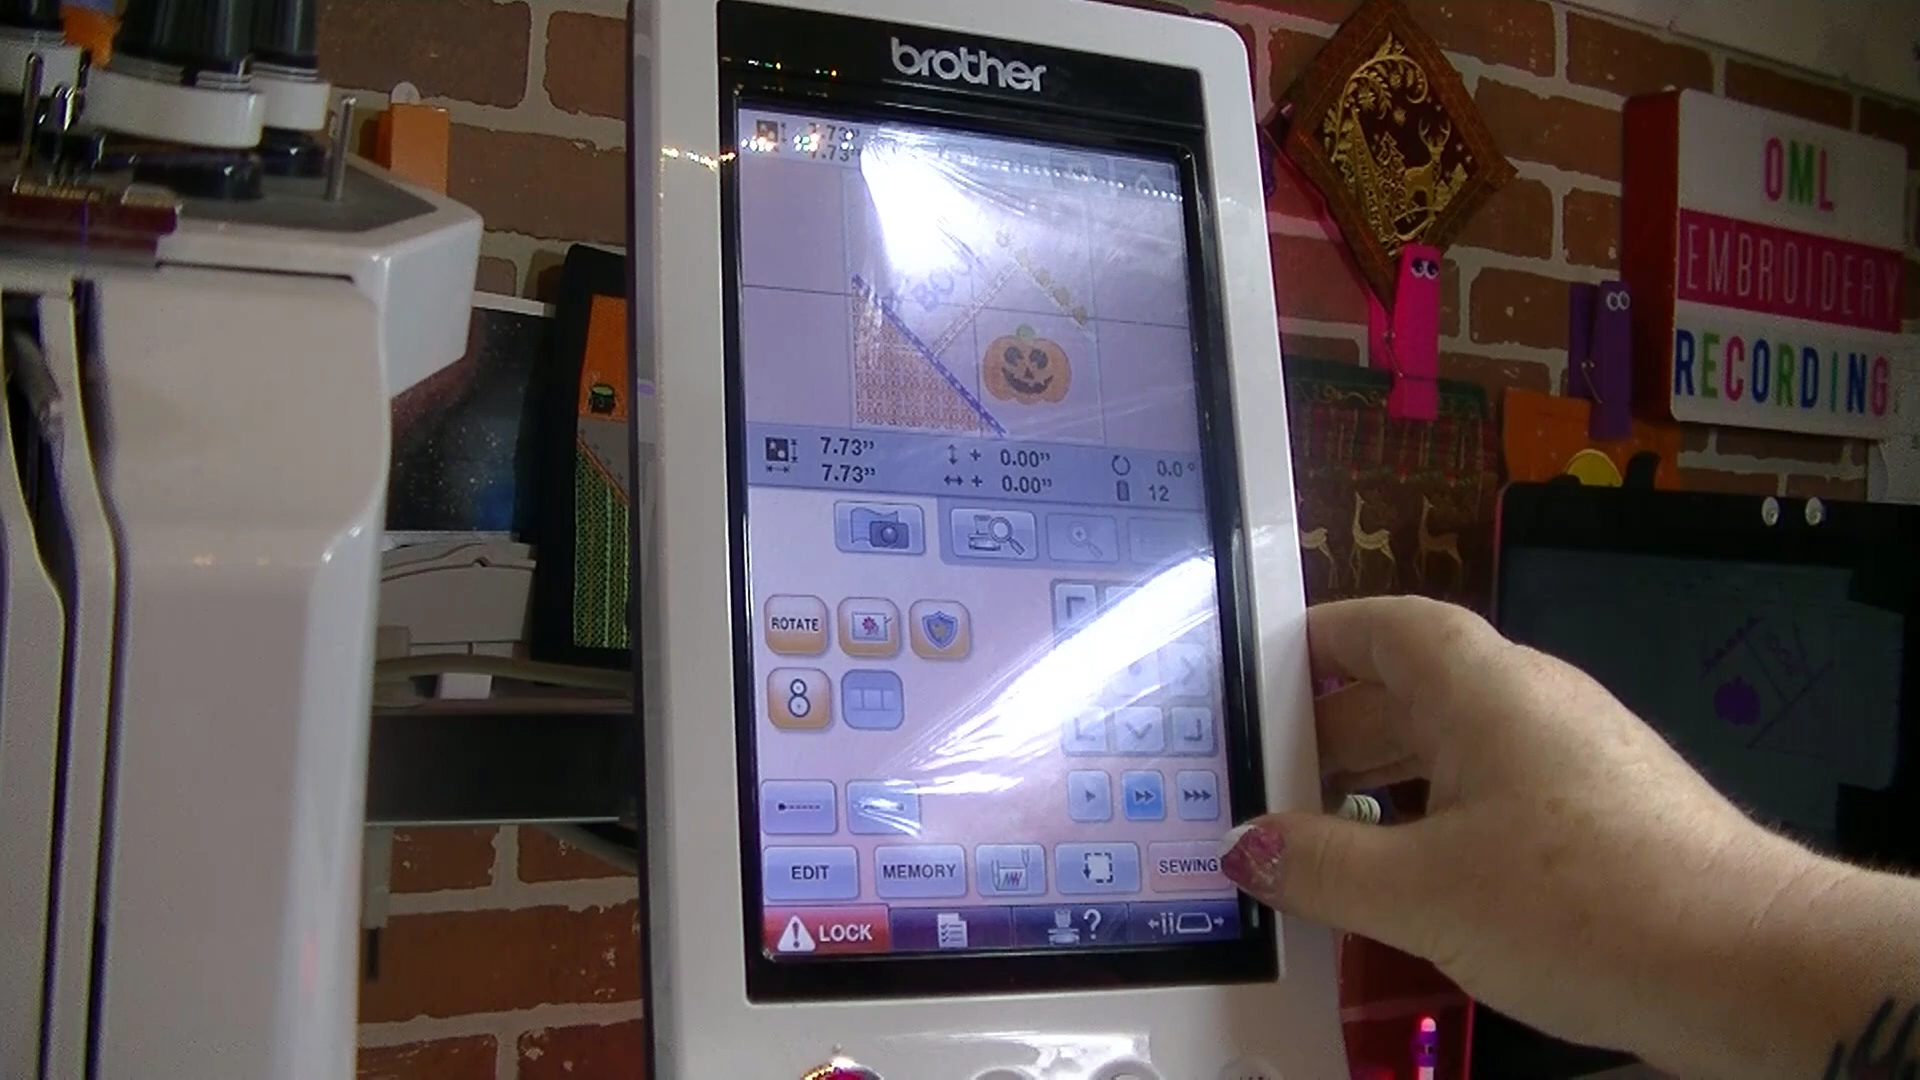 brother
7.73"
7.73"
BOO
7.73" + 0.00" 0.0°
7.73" + 0.00" 12
ROTATE
8
EDIT MEMORY SEWING
LOCK ?
OML
EMBROIDERY
RECORDING